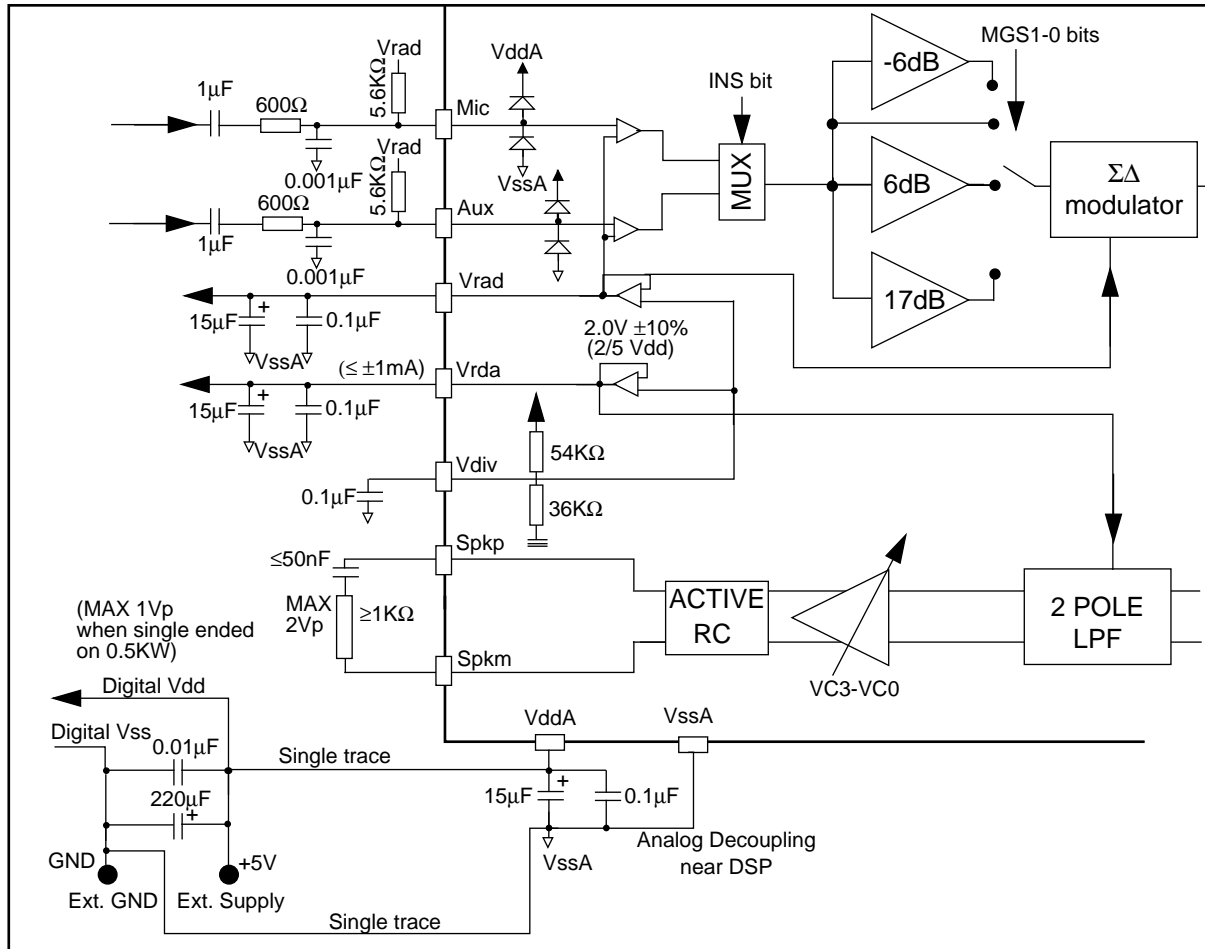 Vrad
VddA
MGS1-0 bits
-6dB
1μF
600Ω
5.6KΩ
Mic
INS bit
Vrad
0.001μF
5.6KΩ
VssA
MUX
6dB
ΣΔ
modulator
600Ω
Aux
1μF
0.001μF
Vrad
17dB
15μF
+
0.1μF
VssA
2.0V ±10%
(2/5 Vdd)
(≤ ±1mA)
Vrda
15μF
+
0.1μF
VssA
54KΩ
Vdiv
0.1μF
36KΩ
Spkp
≤50nF
MAX
2Vp
≥1KΩ
ACTIVE
RC
2 POLE
LPF
(MAX 1Vp
when single ended
on 0.5KW)
Spkm
VC3-VC0
Digital Vdd
VddA
VssA
Digital Vss
0.01μF
Single trace
220μF
+
15μF
+
0.1μF
GND
+5V
VssA
Analog Decoupling
near DSP
Ext. GND
Ext. Supply
Single trace